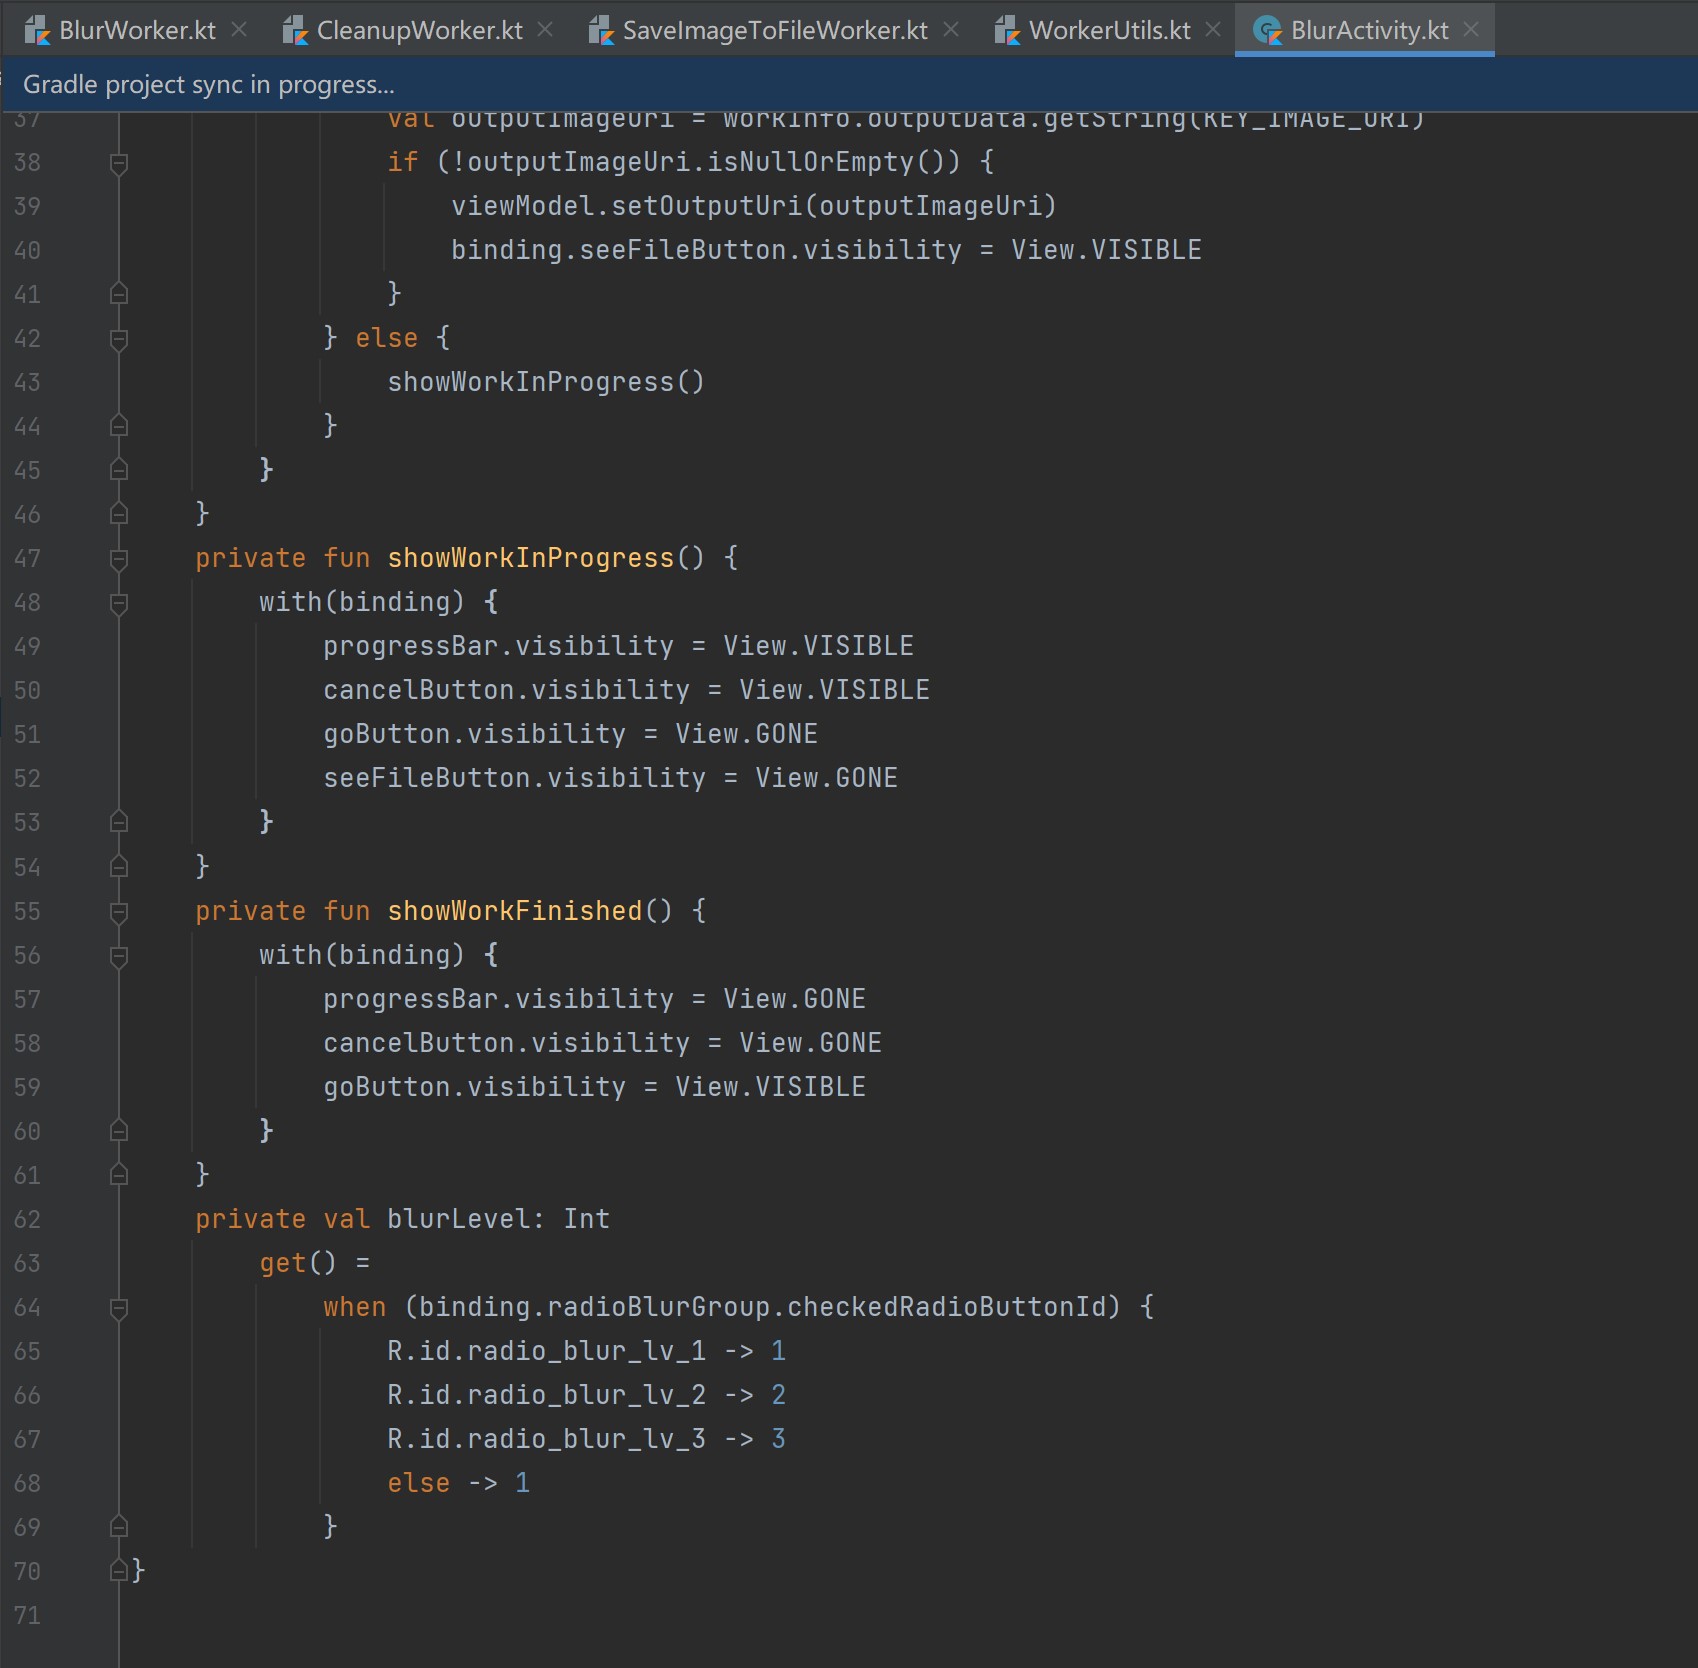 BlurWorker.kt CleanupWorker.kt SaveImageToFileWorker.kt WorkerUtils.kt BlurActivity.kt
Gradle project sync in progress...
37 val outputImageUri = workInfo.outputData.getString(KEY_IMAGE_URI)
38 if (!outputImageUri.isNullOrEmpty()) {
39 viewModel.setOutputUri(outputImageUri)
40 binding.seeFileButton.visibility = View.VISIBLE
41 }
42 } else {
43 showWorkInProgress()
44 }
45 }
46 }
47 private fun showWorkInProgress() {
48 with(binding) {
49 progressBar.visibility = View.VISIBLE
50 cancelButton.visibility = View.VISIBLE
51 goButton.visibility = View.GONE
52 seeFileButton.visibility = View.GONE
53 }
54 }
55 private fun showWorkFinished() {
56 with(binding) {
57 progressBar.visibility = View.GONE
58 cancelButton.visibility = View.GONE
59 goButton.visibility = View.VISIBLE
60 }
61 }
62 private val blurLevel: Int
63 get() =
64 when (binding.radioBlurGroup.checkedRadioButtonId) {
65 R.id.radio_blur_lv_1 -> 1
66 R.id.radio_blur_lv_2 -> 2
67 R.id.radio_blur_lv_3 -> 3
68 else -> 1
69 }
70 }
71